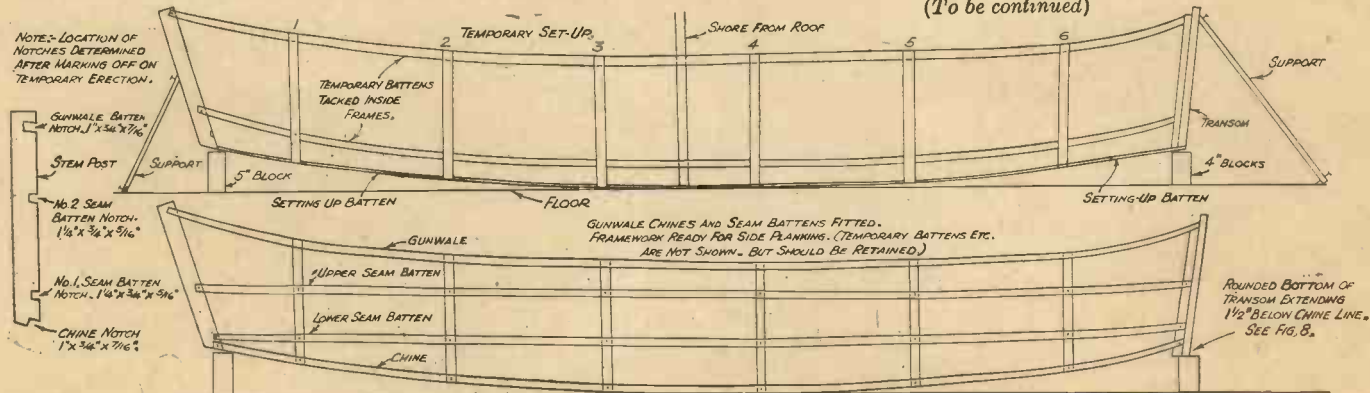 (To be continued)
NOTE:- LOCATION OF
NOTCHES DETERMINED
AFTER MARKING OFF ON
TEMPORARY ERECTION.
GUNWALE BATTEN
NOTCH. 1"X 3/4"X 7/16"
STEM POST
No. 2 SEAM
BATTEN NOTCH.
1 1/4" X 3/4" X 5/16"
No. 1, SEAM BATTEN
NOTCH. 1 1/4" X 3/4" X 5/16"
CHINE NOTCH
1" X 3/4" X 7/16".
SUPPORT
TEMPORARY SET-UP.
1
2
3
4
5
6
SHORE FROM ROOF
TEMPORARY BATTENS
TACKED INSIDE
FRAMES.
SUPPORT
TRANSOM
5" BLOCK
4" BLOCKS
SETTING UP BATTEN
FLOOR
SETTING-UP BATTEN
GUNWALE CHINES AND SEAM BATTENS FITTED.
FRAMEWORK READY FOR SIDE PLANKING. (TEMPORARY BATTENS ETC.
ARE NOT SHOWN. BUT SHOULD BE RETAINED)
GUNWALE
UPPER SEAM BATTEN
LOWER SEAM BATTEN
CHINE
ROUNDED BOTTOM OF
TRANSOM EXTENDING
1 1/2" BELOW CHINE LINE.
SEE FIG, 8.